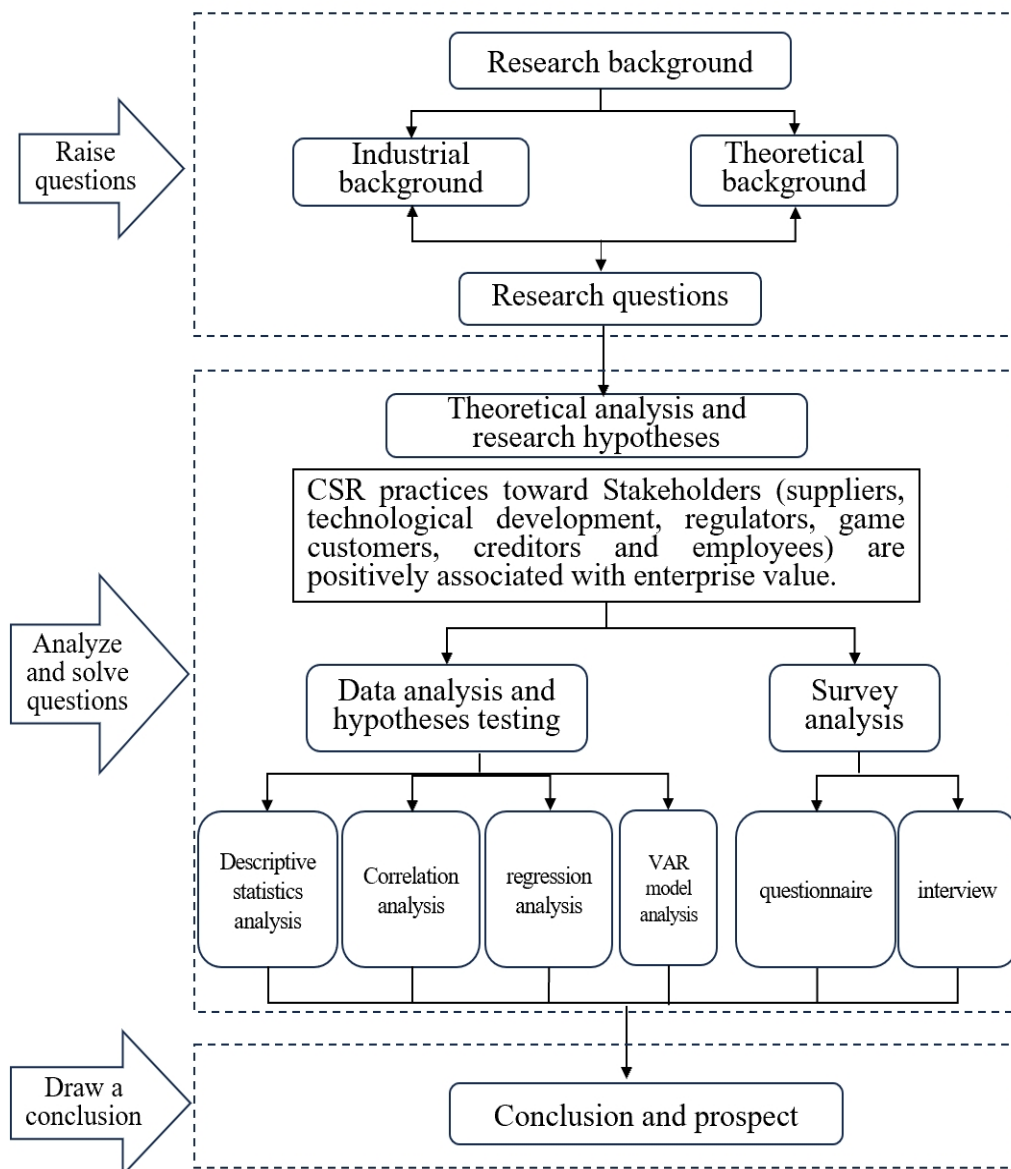 Research background
Raise
questions
Industrial
background
Theoretical
background
Research questions
Theoretical analysis and
research hypotheses
CSR practices toward Stakeholders (suppliers,
technological development, regulators, game
customers, creditors and employees) are
positively associated with enterprise value.
Analyze
and solve
questions
Data analysis and
hypotheses testing
Survey
analysis
Descriptive
statistics
analysis
Correlation
analysis
regression
analysis
VAR
model
analysis
questionnaire
interview
Draw a
conclusion
Conclusion and prospect